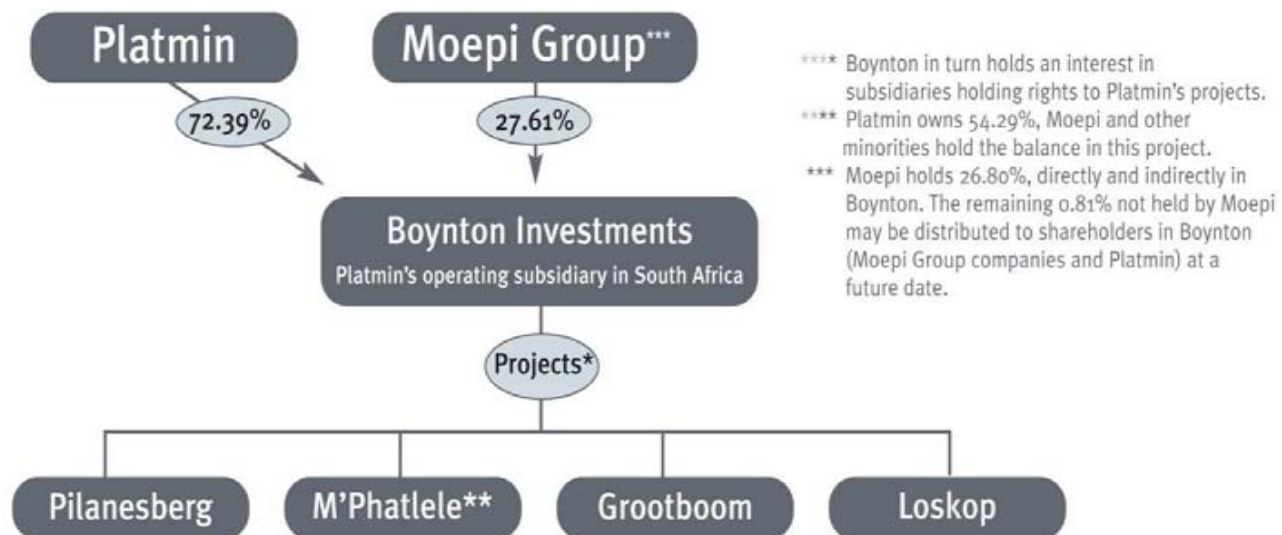 Platmin
Moepi Group***
72.39%
27.61%
Boynton Investments
Platmin's operating subsidiary in South Africa
Projects*
Pilanesberg
M'Phatlele**
Grootboom
Loskop
**** Boynton in turn holds an interest in
subsidiaries holding rights to Platmin's projects.
**** Platmin owns 54.29%, Moepi and other
minorities hold the balance in this project.
*** Moepi holds 26.80%, directly and indirectly in
Boynton. The remaining 0.81% not held by Moepi
may be distributed to shareholders in Boynton
(Moepi Group companies and Platmin) at a
future date.